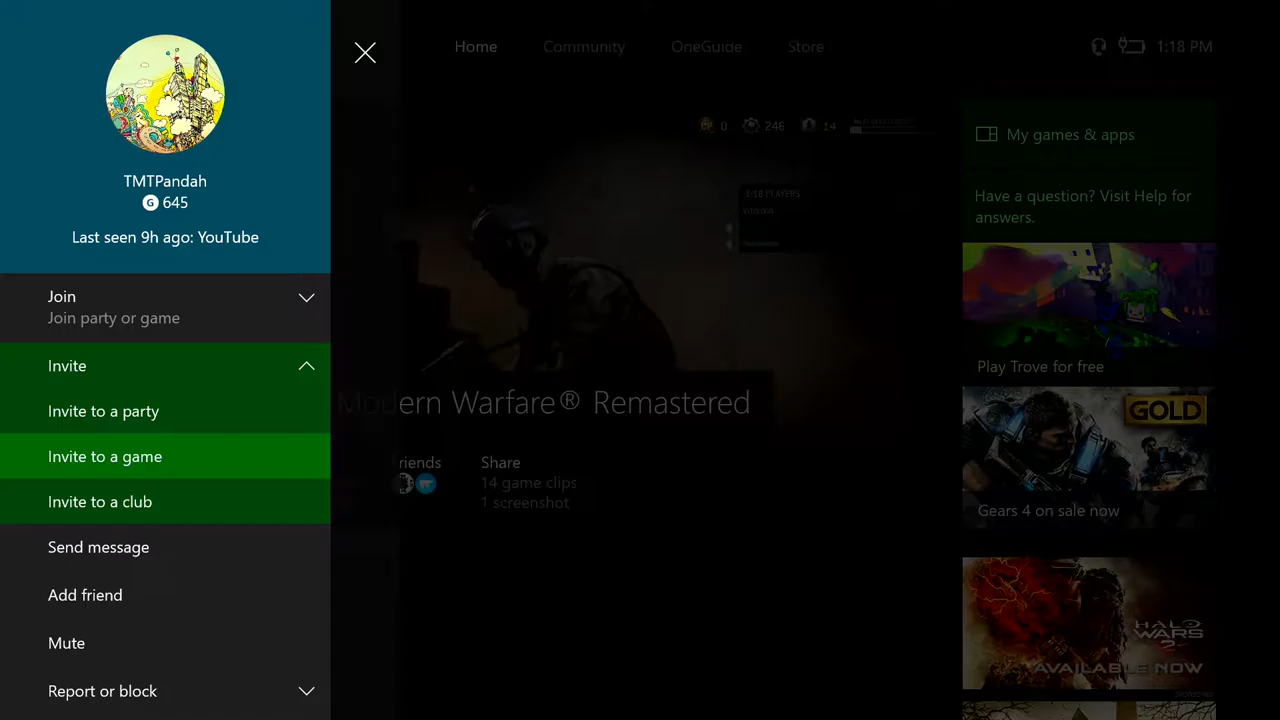 TMTPandah
G 645
Last seen 9h ago: YouTube
Join
Join party or game
Invite
Invite to a party
Invite to a game
Invite to a club
Send message
Add friend
Mute
Report or block
Home Community OneGuide Store
1:18 PM
0 246 14
PLAYERS
Modern Warfare® Remastered
riends
Share
14 game clips
1 screenshot
My games & apps
Have a question? Visit Help for
answers.
Play Trove for free
GOLD
Gears 4 on sale now
HALO
WARS
2
AVAILABLE NOW